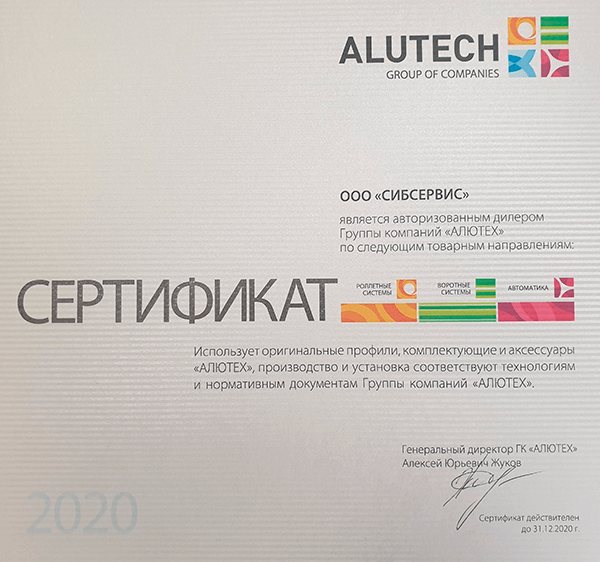 ALUTECH
GROUP OF COMPANIES
ООО «СИБСЕРВИС»
является авторизованным дилером
Группы компаний «АЛЮТЕХ»
по следующим товарным направлениям:
СЕРТИФИКАТ
РОЛЛЕТНЫЕ СИСТЕМЫ
ВОРОТНЫЕ СИСТЕМЫ
АВТОМАТИКА
Использует оригинальные профили, комплектующие и аксессуары
«АЛЮТЕХ», производство и установка соответствуют технологиям
и нормативным документам Группы компаний «АЛЮТЕХ».
Генеральный директор ГК «АЛЮТЕХ»
Алексей Юрьевич Жуков
2020
Сертификат действителен
до 31.12.2020 г.